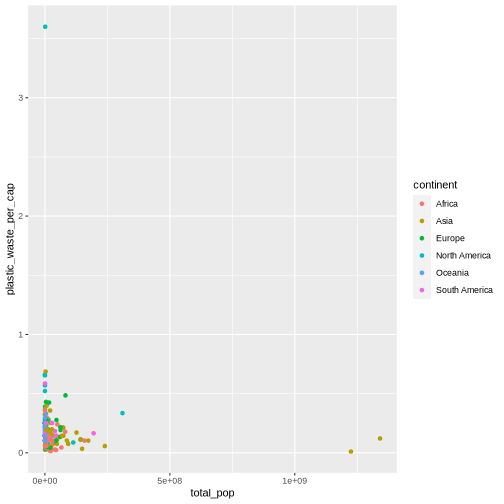 3
2
1
0
plastic_waste_per_cap
0e+00
5e+08
1e+09
total_pop
continent
Africa
Asia
Europe
North America
Oceania
South America